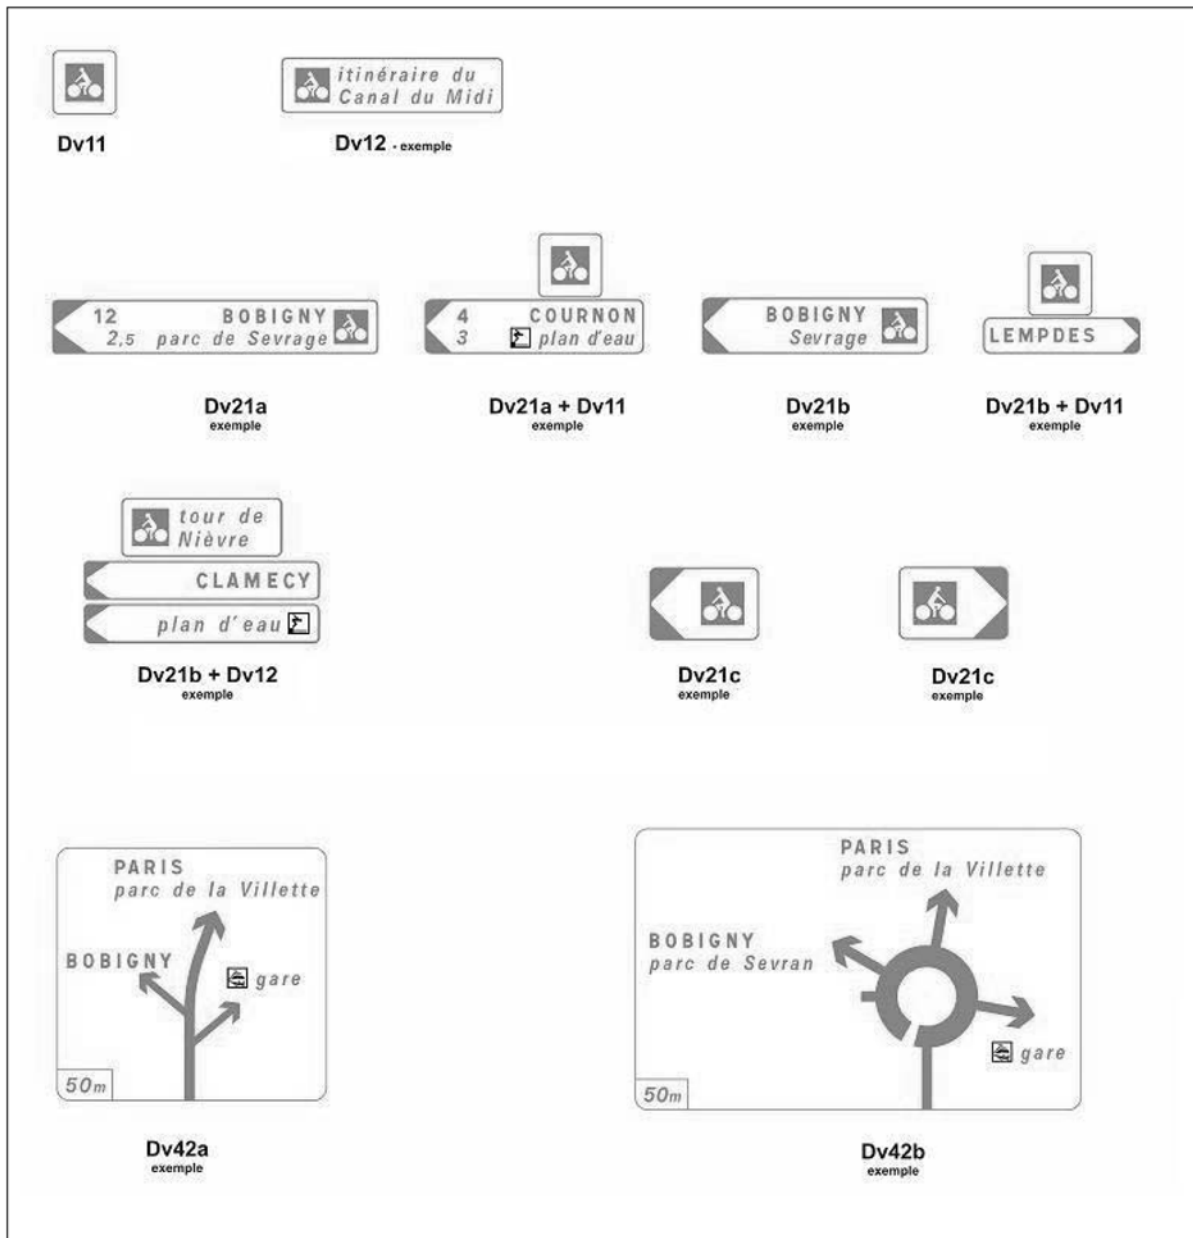 itinéraire du
Canal du Midi
Dv11
Dv12 - exemple
12 BOBIGNY
2,5 parc de Sevrage
4 COURNON
3 plan d'eau
BOBIGNY
Sevrage
LEMPDES
Dv21a
exemple
Dv21a + Dv11
exemple
Dv21b
exemple
Dv21b + Dv11
exemple
tour de
Nièvre
CLAMECY
plan d'eau
Dv21b + Dv12
exemple
Dv21c
exemple
Dv21c
exemple
PARIS
parc de la Villette
BOBIGNY
gare
50m
Dv42a
exemple
PARIS
parc de la Villette
BOBIGNY
parc de Sevran
gare
50m
Dv42b
exemple